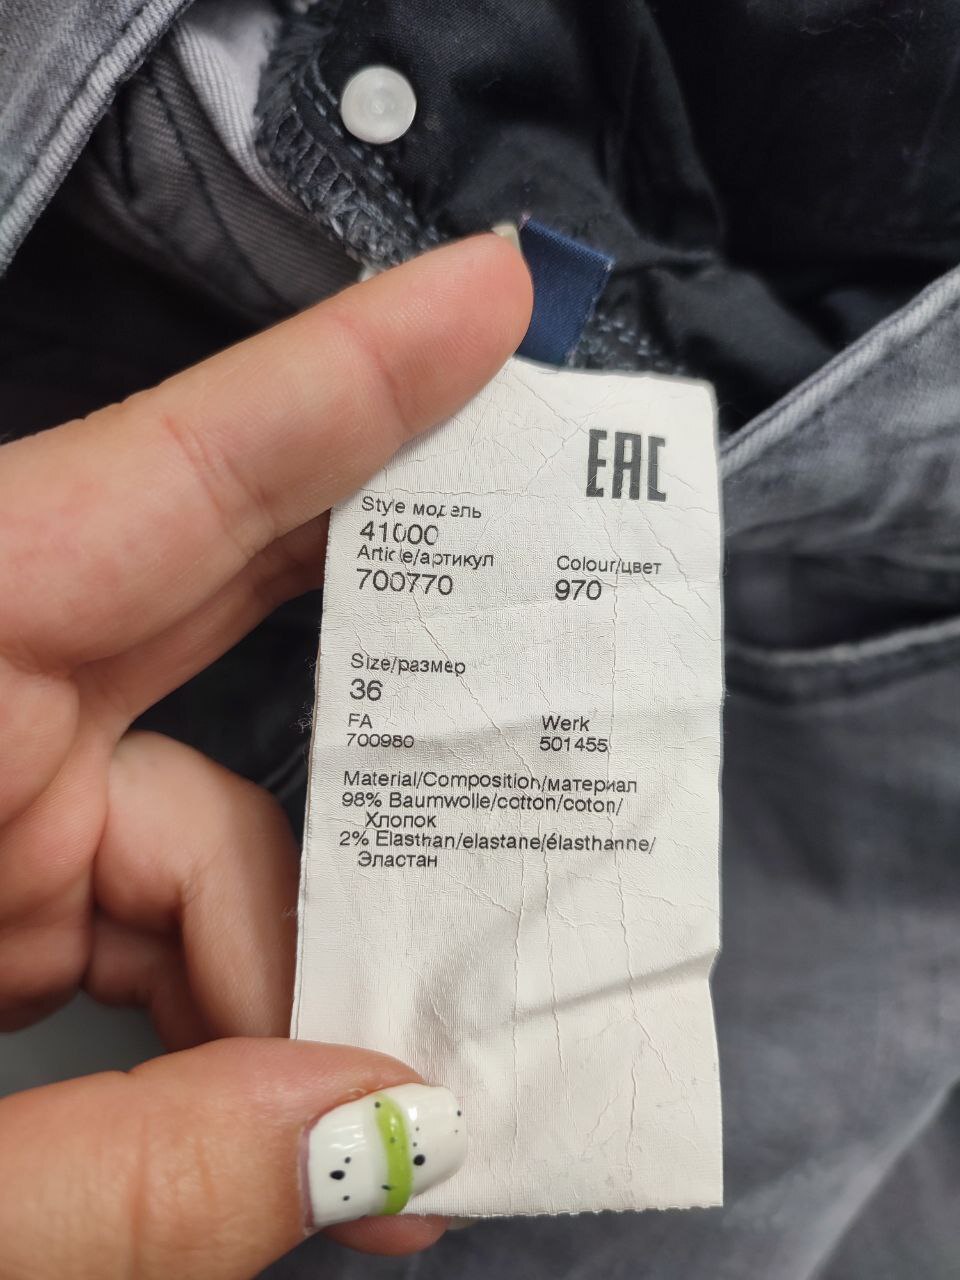 EAC
Style модель
41000
Article/артикул Colour/цвет
700770 970
Size/размер
36
FA Werk
700980 501455
Material/Composition/материал
98% Baumwolle/cotton/coton/
Хлопок
2% Elasthan/elastane/élasthanne/
Эластан